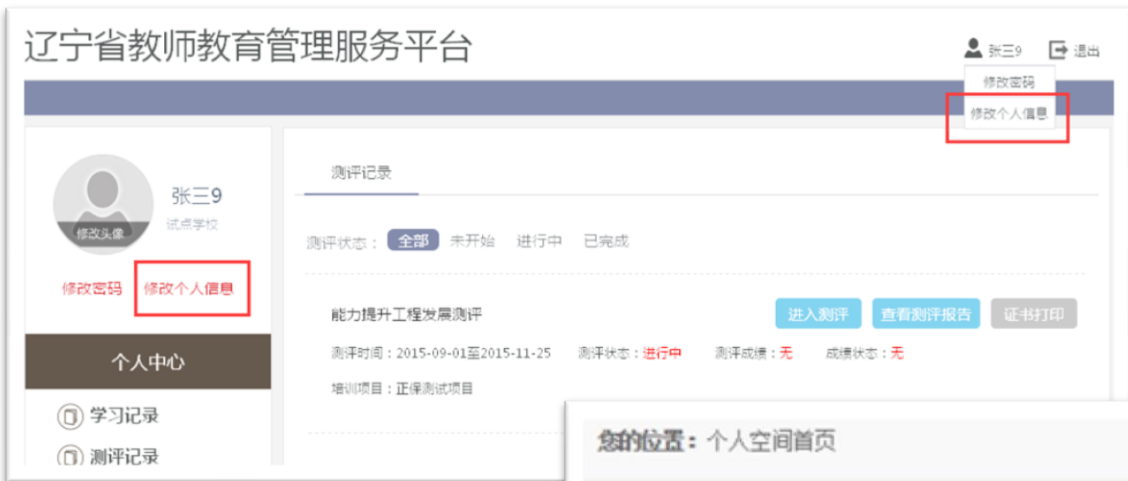 辽宁省教师教育管理服务平台
张三9 退出
修改密码
修改个人信息
张三9
试点学校
修改头像
修改密码 修改个人信息
个人中心
学习记录
测评记录
测评记录
测评状态： 全部 未开始 进行中 已完成
能力提升工程发展测评 进入测评 查看测评报告 证书打印
测评时间：2015-09-01至2015-11-25 测评状态：进行中 测评成绩：无 成绩状态：无
培训项目：正保测试项目
您的位置：个人空间首页